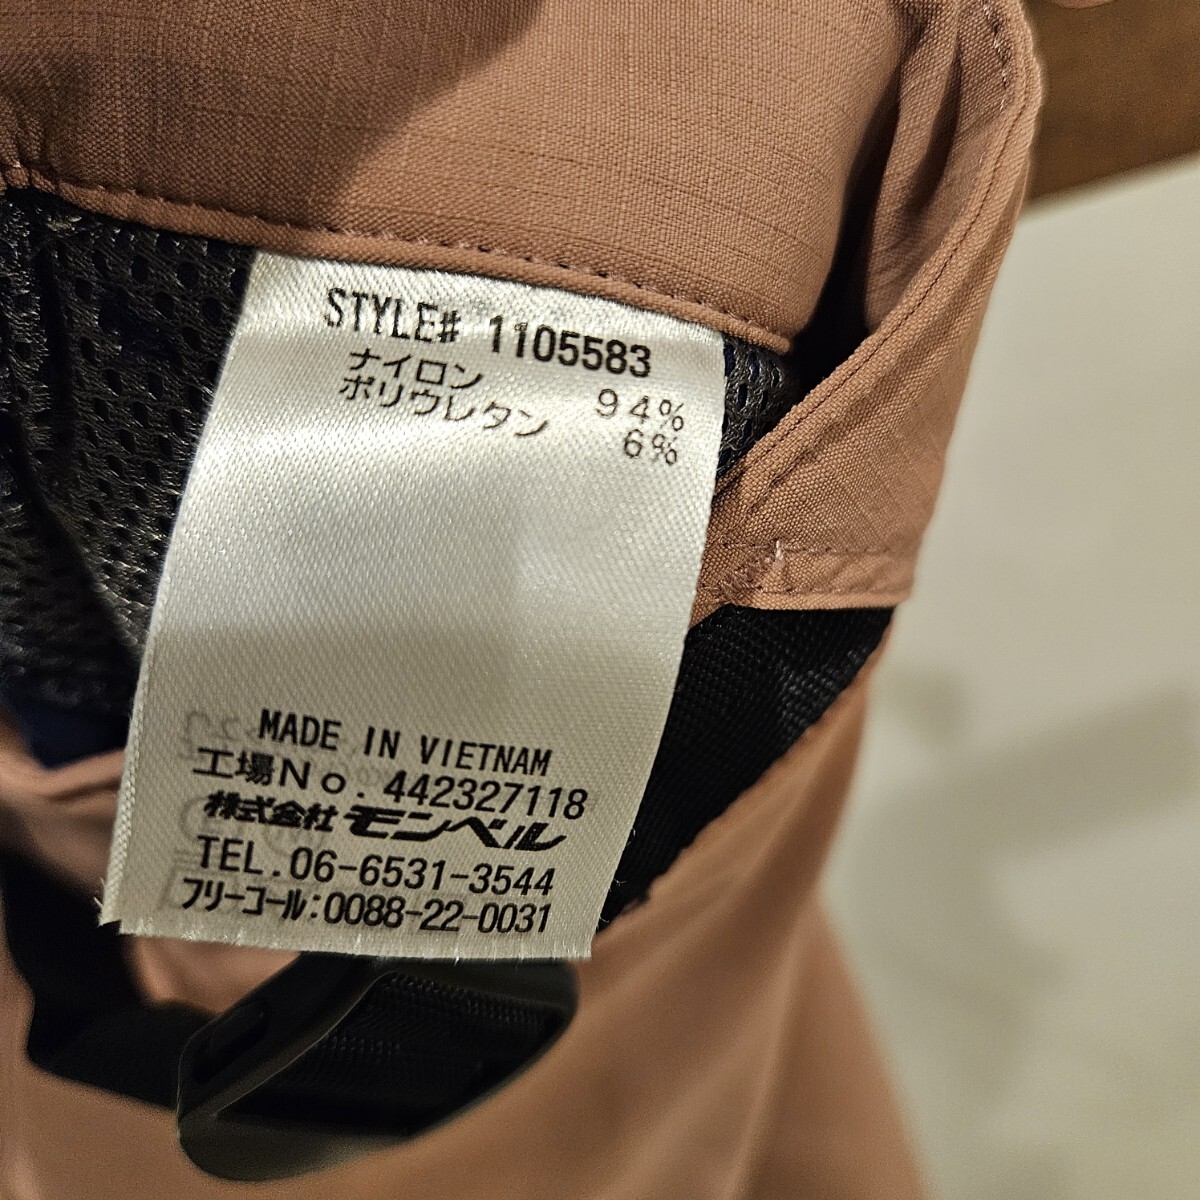 STYLE# 1105583
ナイロン 94%
ポリウレタン 6%
MADE IN VIETNAM
工場No. 442327118
株式会社 モンベル
TEL.06-6531-3544
フリーコール:0088-22-0031